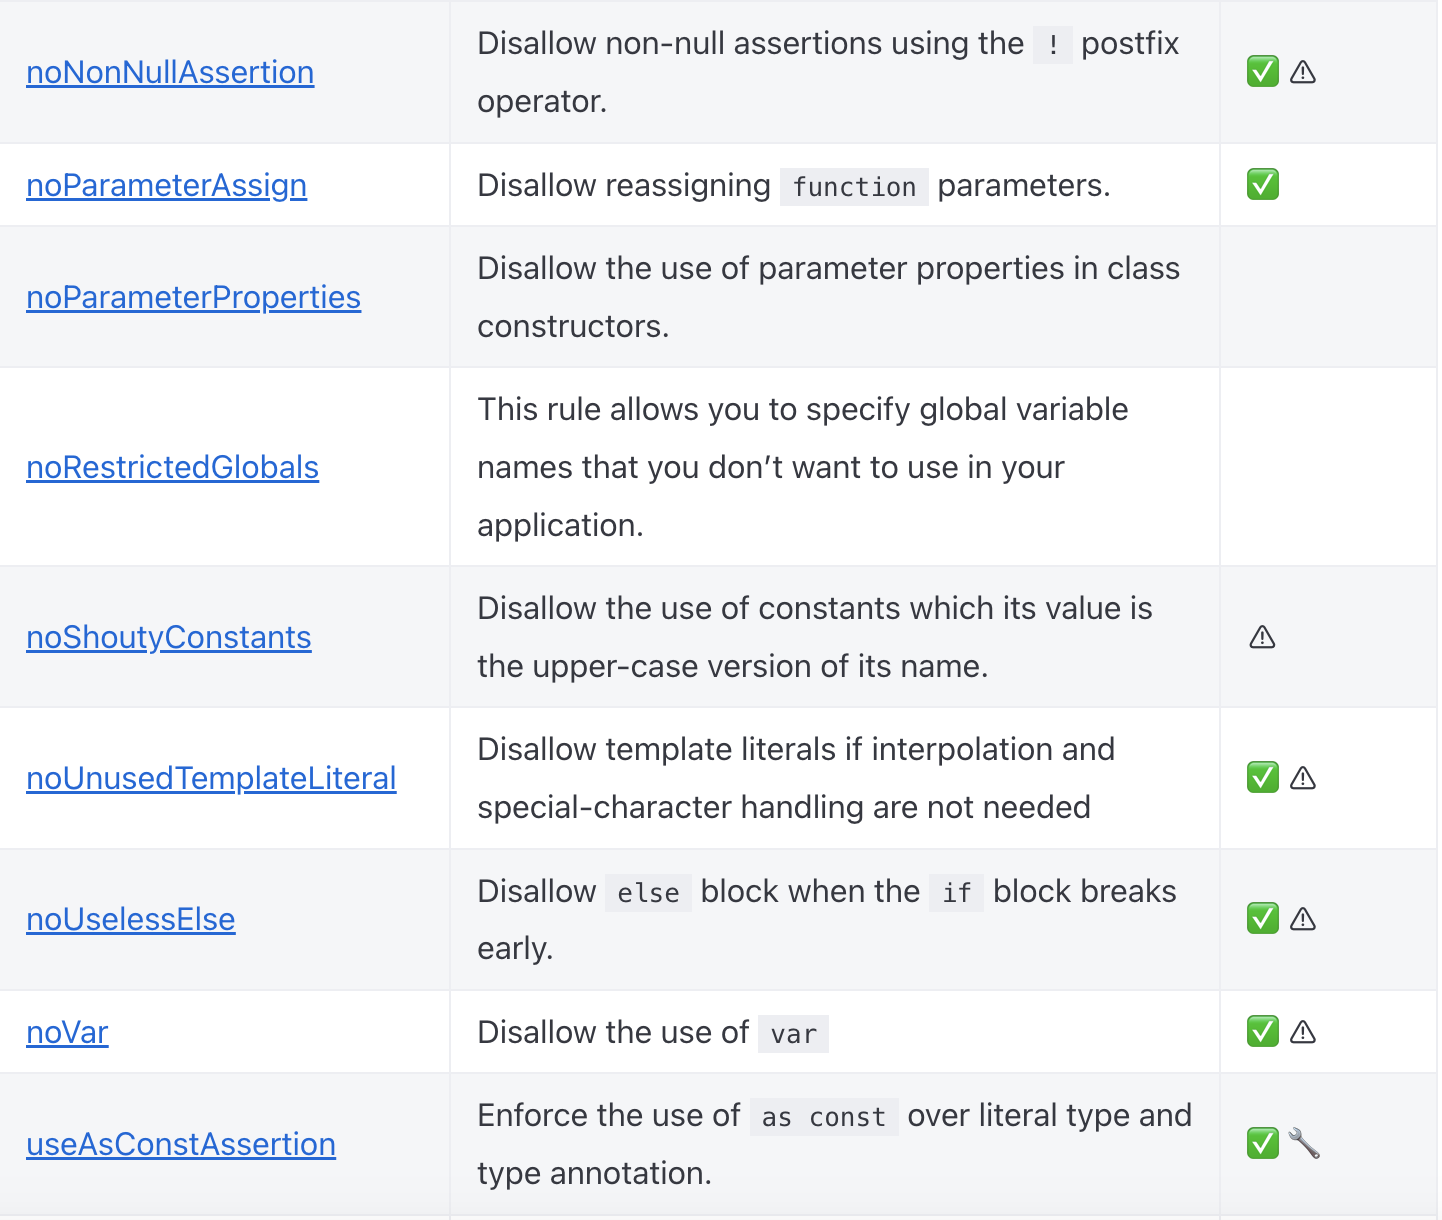 noNonNullAssertion
Disallow non-null assertions using the ! postfix
operator.
✅ ⚠
noParameterAssign
Disallow reassigning function parameters.
✅
noParameterProperties
Disallow the use of parameter properties in class
constructors.
noRestrictedGlobals
This rule allows you to specify global variable
names that you don’t want to use in your
application.
noShoutyConstants
Disallow the use of constants which its value is
the upper-case version of its name.
⚠
noUnusedTemplateLiteral
Disallow template literals if interpolation and
special-character handling are not needed
✅ ⚠
noUselessElse
Disallow else block when the if block breaks
early.
✅ ⚠
noVar
Disallow the use of var
✅ ⚠
useAsConstAssertion
Enforce the use of as const over literal type and
type annotation.
✅ 🔧